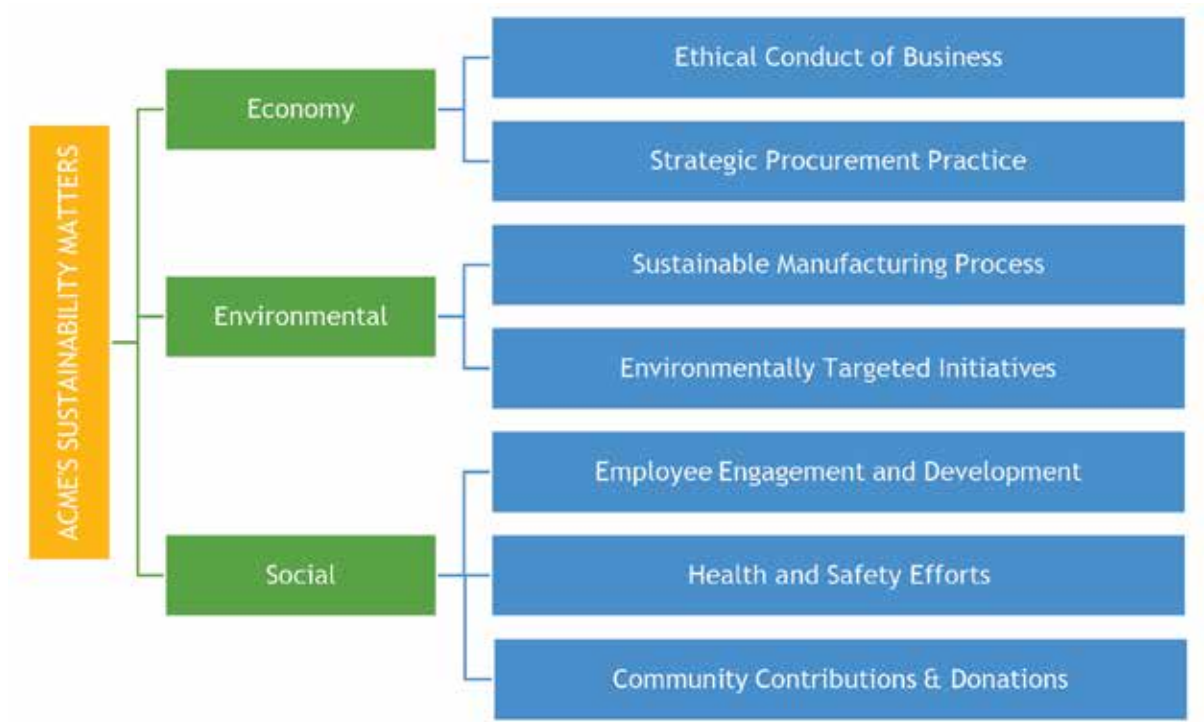 ACME'S SUSTAINABILITY MATTERS
Economy
Ethical Conduct of Business
Strategic Procurement Practice
Environmental
Sustainable Manufacturing Process
Environmentally Targeted Initiatives
Social
Employee Engagement and Development
Health and Safety Efforts
Community Contributions & Donations